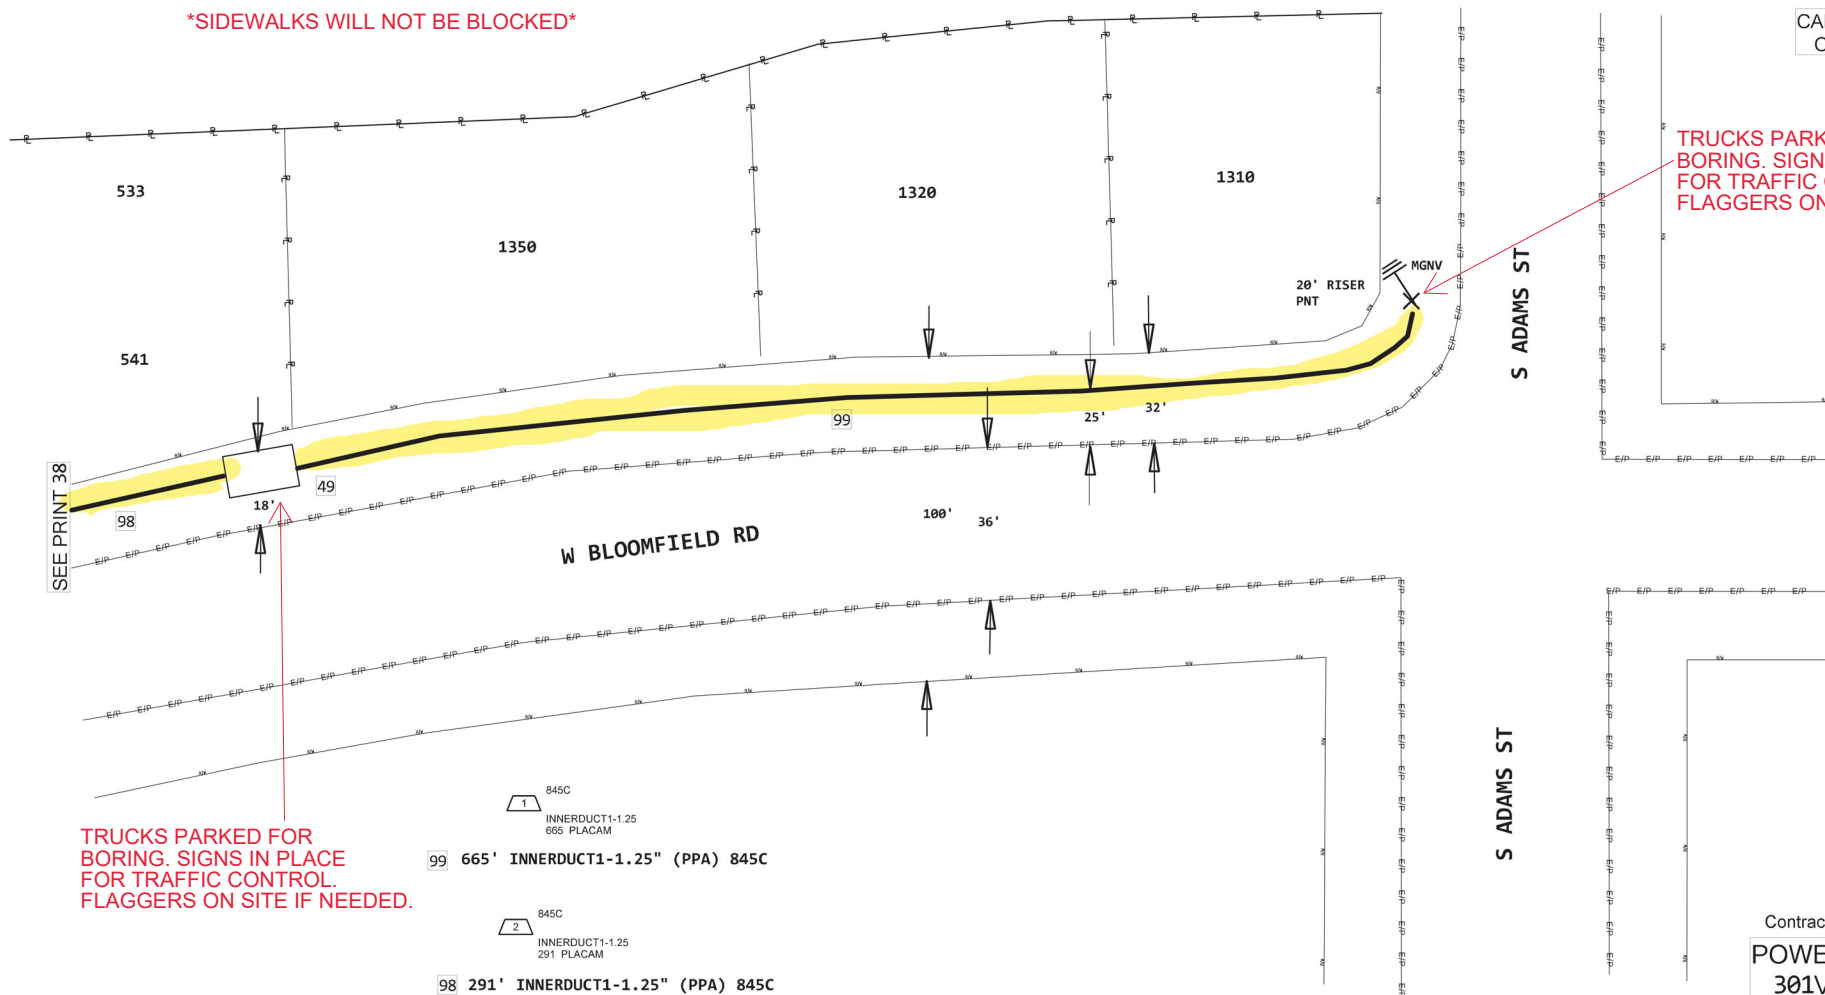 *SIDEWALKS WILL NOT BE BLOCKED*
533
1350
1320
1310
541
20' RISER
PNT
MGNV
S ADAMS ST
TRUCKS PARK
BORING. SIGN
FOR TRAFFIC
FLAGGERS ON
SEE PRINT 38
98
18'
49
99
25'
32'
100'
36'
W BLOOMFIELD RD
S ADAMS ST
TRUCKS PARKED FOR
BORING. SIGNS IN PLACE
FOR TRAFFIC CONTROL.
FLAGGERS ON SITE IF NEEDED.
1
845C
INNERDUCT1-1.25
665 PLACAM
99 665' INNERDUCT1-1.25" (PPA) 845C
2
845C
INNERDUCT1-1.25
291 PLACAM
98 291' INNERDUCT1-1.25" (PPA) 845C
Contrac
POWE
301V